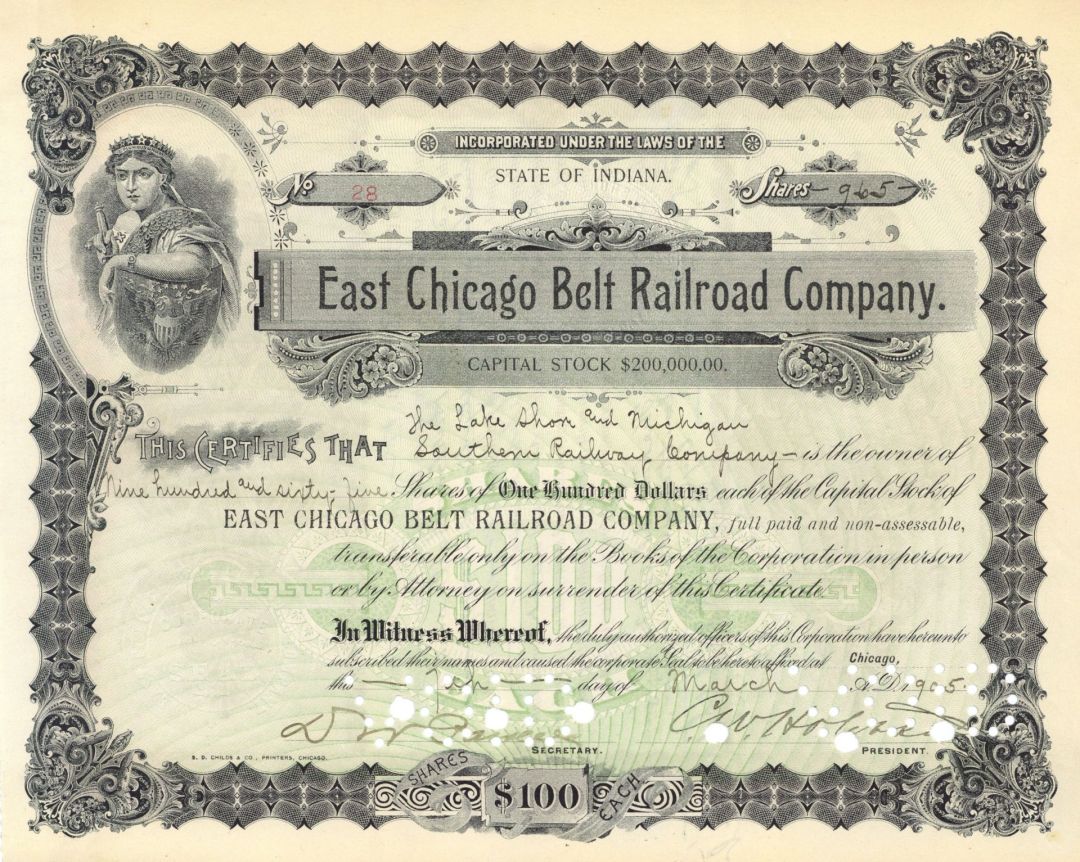 INCORPORATED UNDER THE LAWS OF THE
STATE OF INDIANA.
No 28
Shares 965
East Chicago Belt Railroad Company.
CAPITAL STOCK $200,000.00.
THIS CERTIFIES THAT The Lake Shore and Michigan
Southern Railway Company is the owner of
Nine hundred and sixty-five Shares of One Hundred Dollars each of the Capital Stock of
EAST CHICAGO BELT RAILROAD COMPANY, full paid and non-assessable,
transferable only on the Books of the Corporation in person
or by Attorney on surrender of this Certificate.
In Witness Whereof, the duly authorized officers of this Corporation have hereunto
subscribed their names and caused the corporate Seal to be hereto affixed at Chicago,
this 7th day of March A.D. 1905.
SECRETARY.
PRESIDENT.
S. D. CHILDS & CO., PRINTERS, CHICAGO.
SHARES $100 EACH